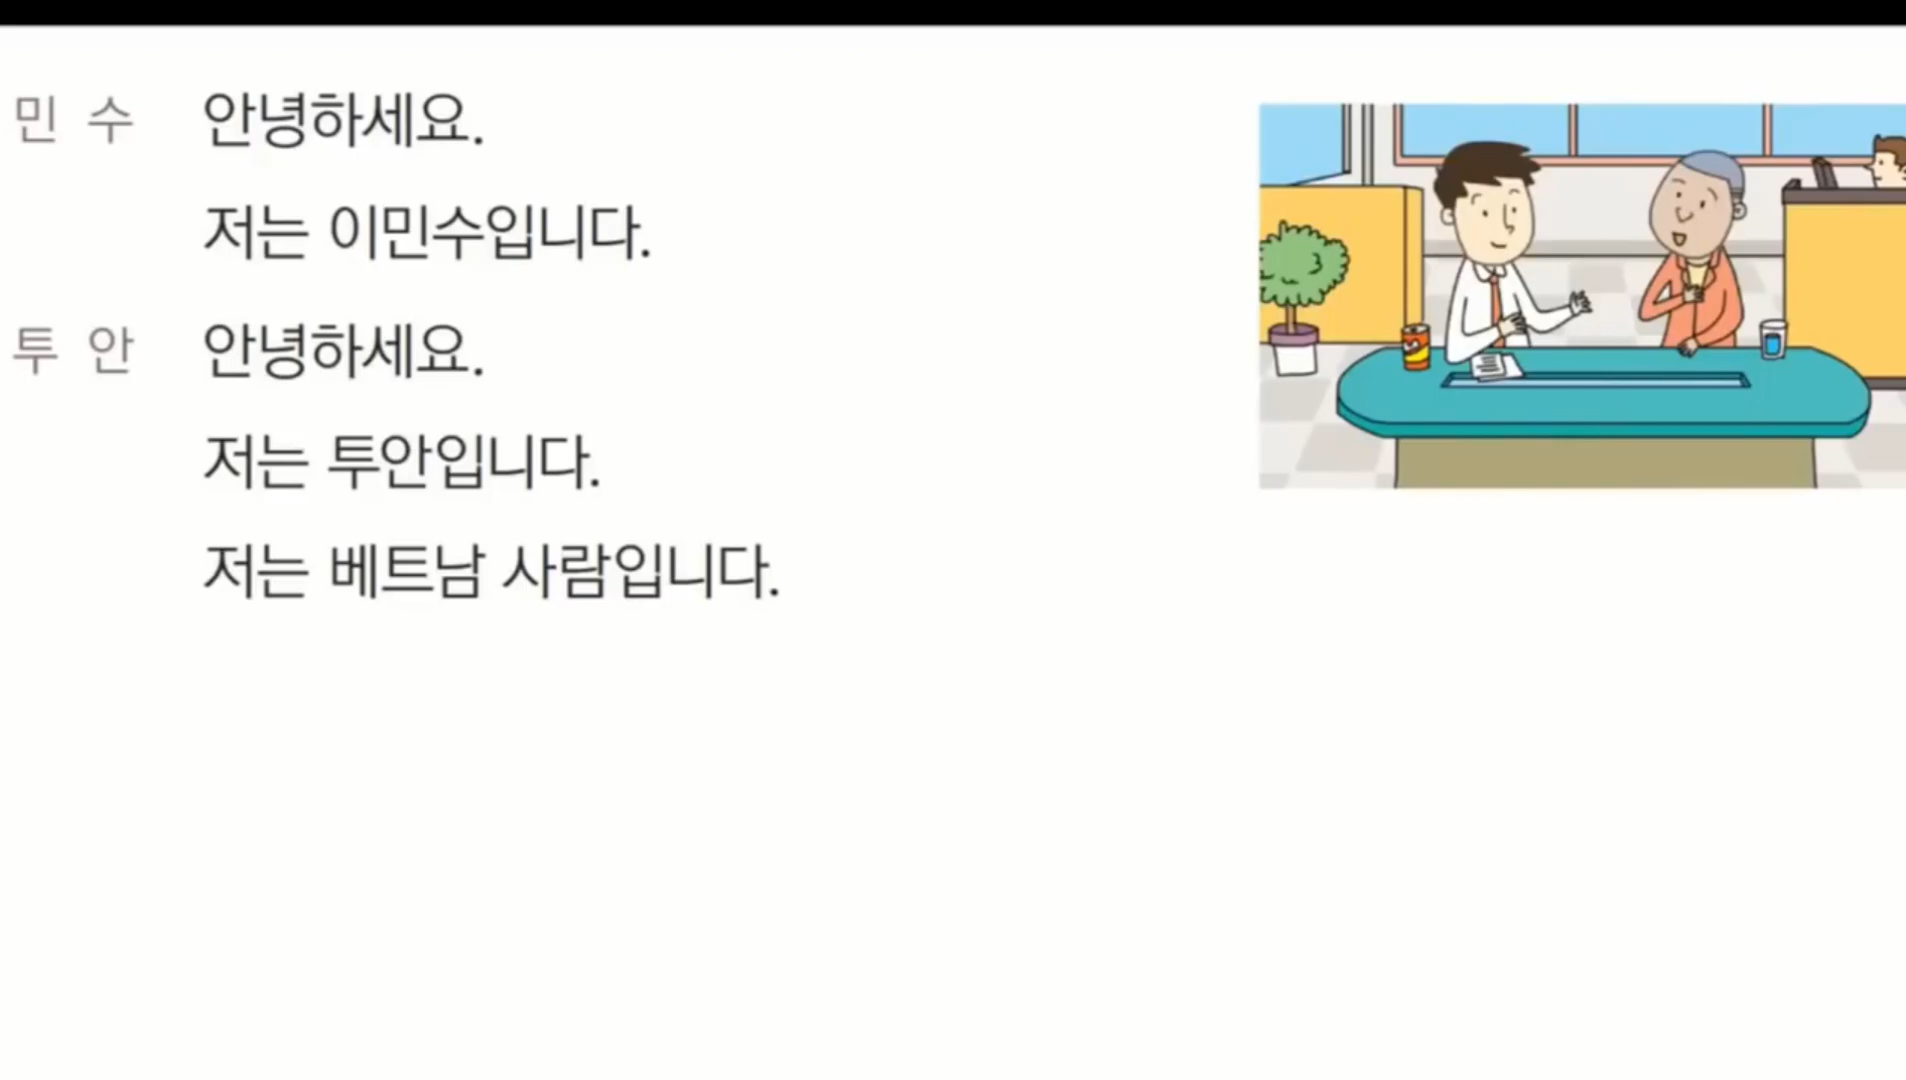 민 수 안녕하세요.
저는 이민수입니다.
투 안 안녕하세요.
저는 투안입니다.
저는 베트남 사람입니다.